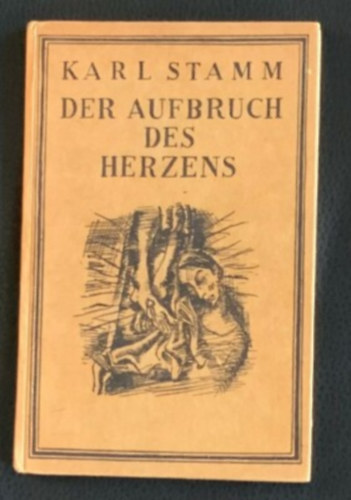 KARL STAMM
DER AUFBRUCH
DES
HERZENS